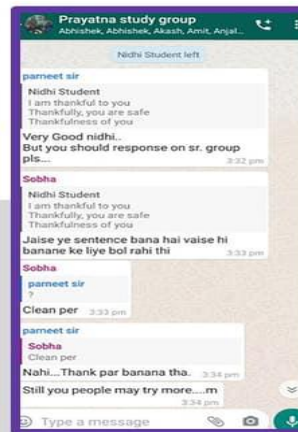 Prayatna study group
Abhishek, Abhishek, Akash, Amit, Anjal...
Nidhi Student left
parneet sir
Nidhi Student
I am thankful to you
Thankfully, you are safe
Thankfulness of you
Very Good nidhi..
But you should response on sr. group
pls...
3:32 pm
Sobha
Nidhi Student
I am thankful to you
Thankfully, you are safe
Thankfulness of you
Jaise ye sentence bana hai vaise hi
banane ke liye bol rahi thi
3:33 pm
Sobha
parneet sir
?
Clean per 3:33 pm
parneet sir
Sobha
Clean per
Nahi...Thank par banana tha. 3:34 pm
Still you people may try more....m
3:34 pm
Type a message